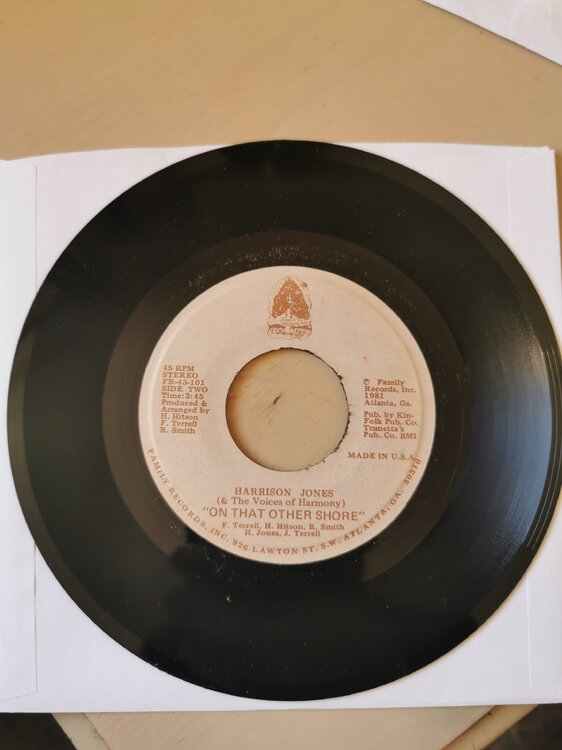 45 RPM
STEREO
FR-45-101
SIDE TWO
Time: 3:45
Produced &
Arranged by
H. Hitson
F. Terrell
R. Smith
℗ Family
Records, Inc.
1981
Atlanta, Ga.
Pub. by Kin-
Folk Pub. Co.
Trunetta's
Pub. Co. BMI
MADE IN U.S.A
HARRISON JONES
(& The Voices of Harmony)
"ON THAT OTHER SHORE"
F. Terrell, H. Hitson, R. Smith
H. Jones, J. Terrell
FAMILY RECORDS, INC. 926 LAWTON ST. S.W. ATLANTA, GA. 30310